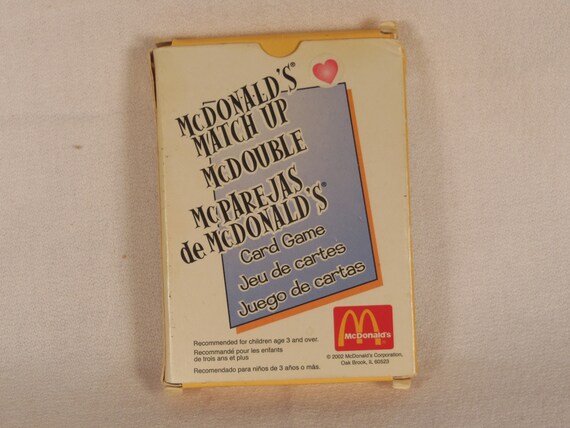 McDONALD'S®
MATCH UP
McDOUBLE
McPAREJAS
de McDONALD'S®
Card Game
Jeu de cartes
Juego de cartas
McDonald's
®
Recommended for children age 3 and over.
Recommandé pour les enfants
de trois ans et plus
Recomendado para niños de 3 años o más.
© 2002 McDonald's Corporation,
Oak Brook, IL 60523